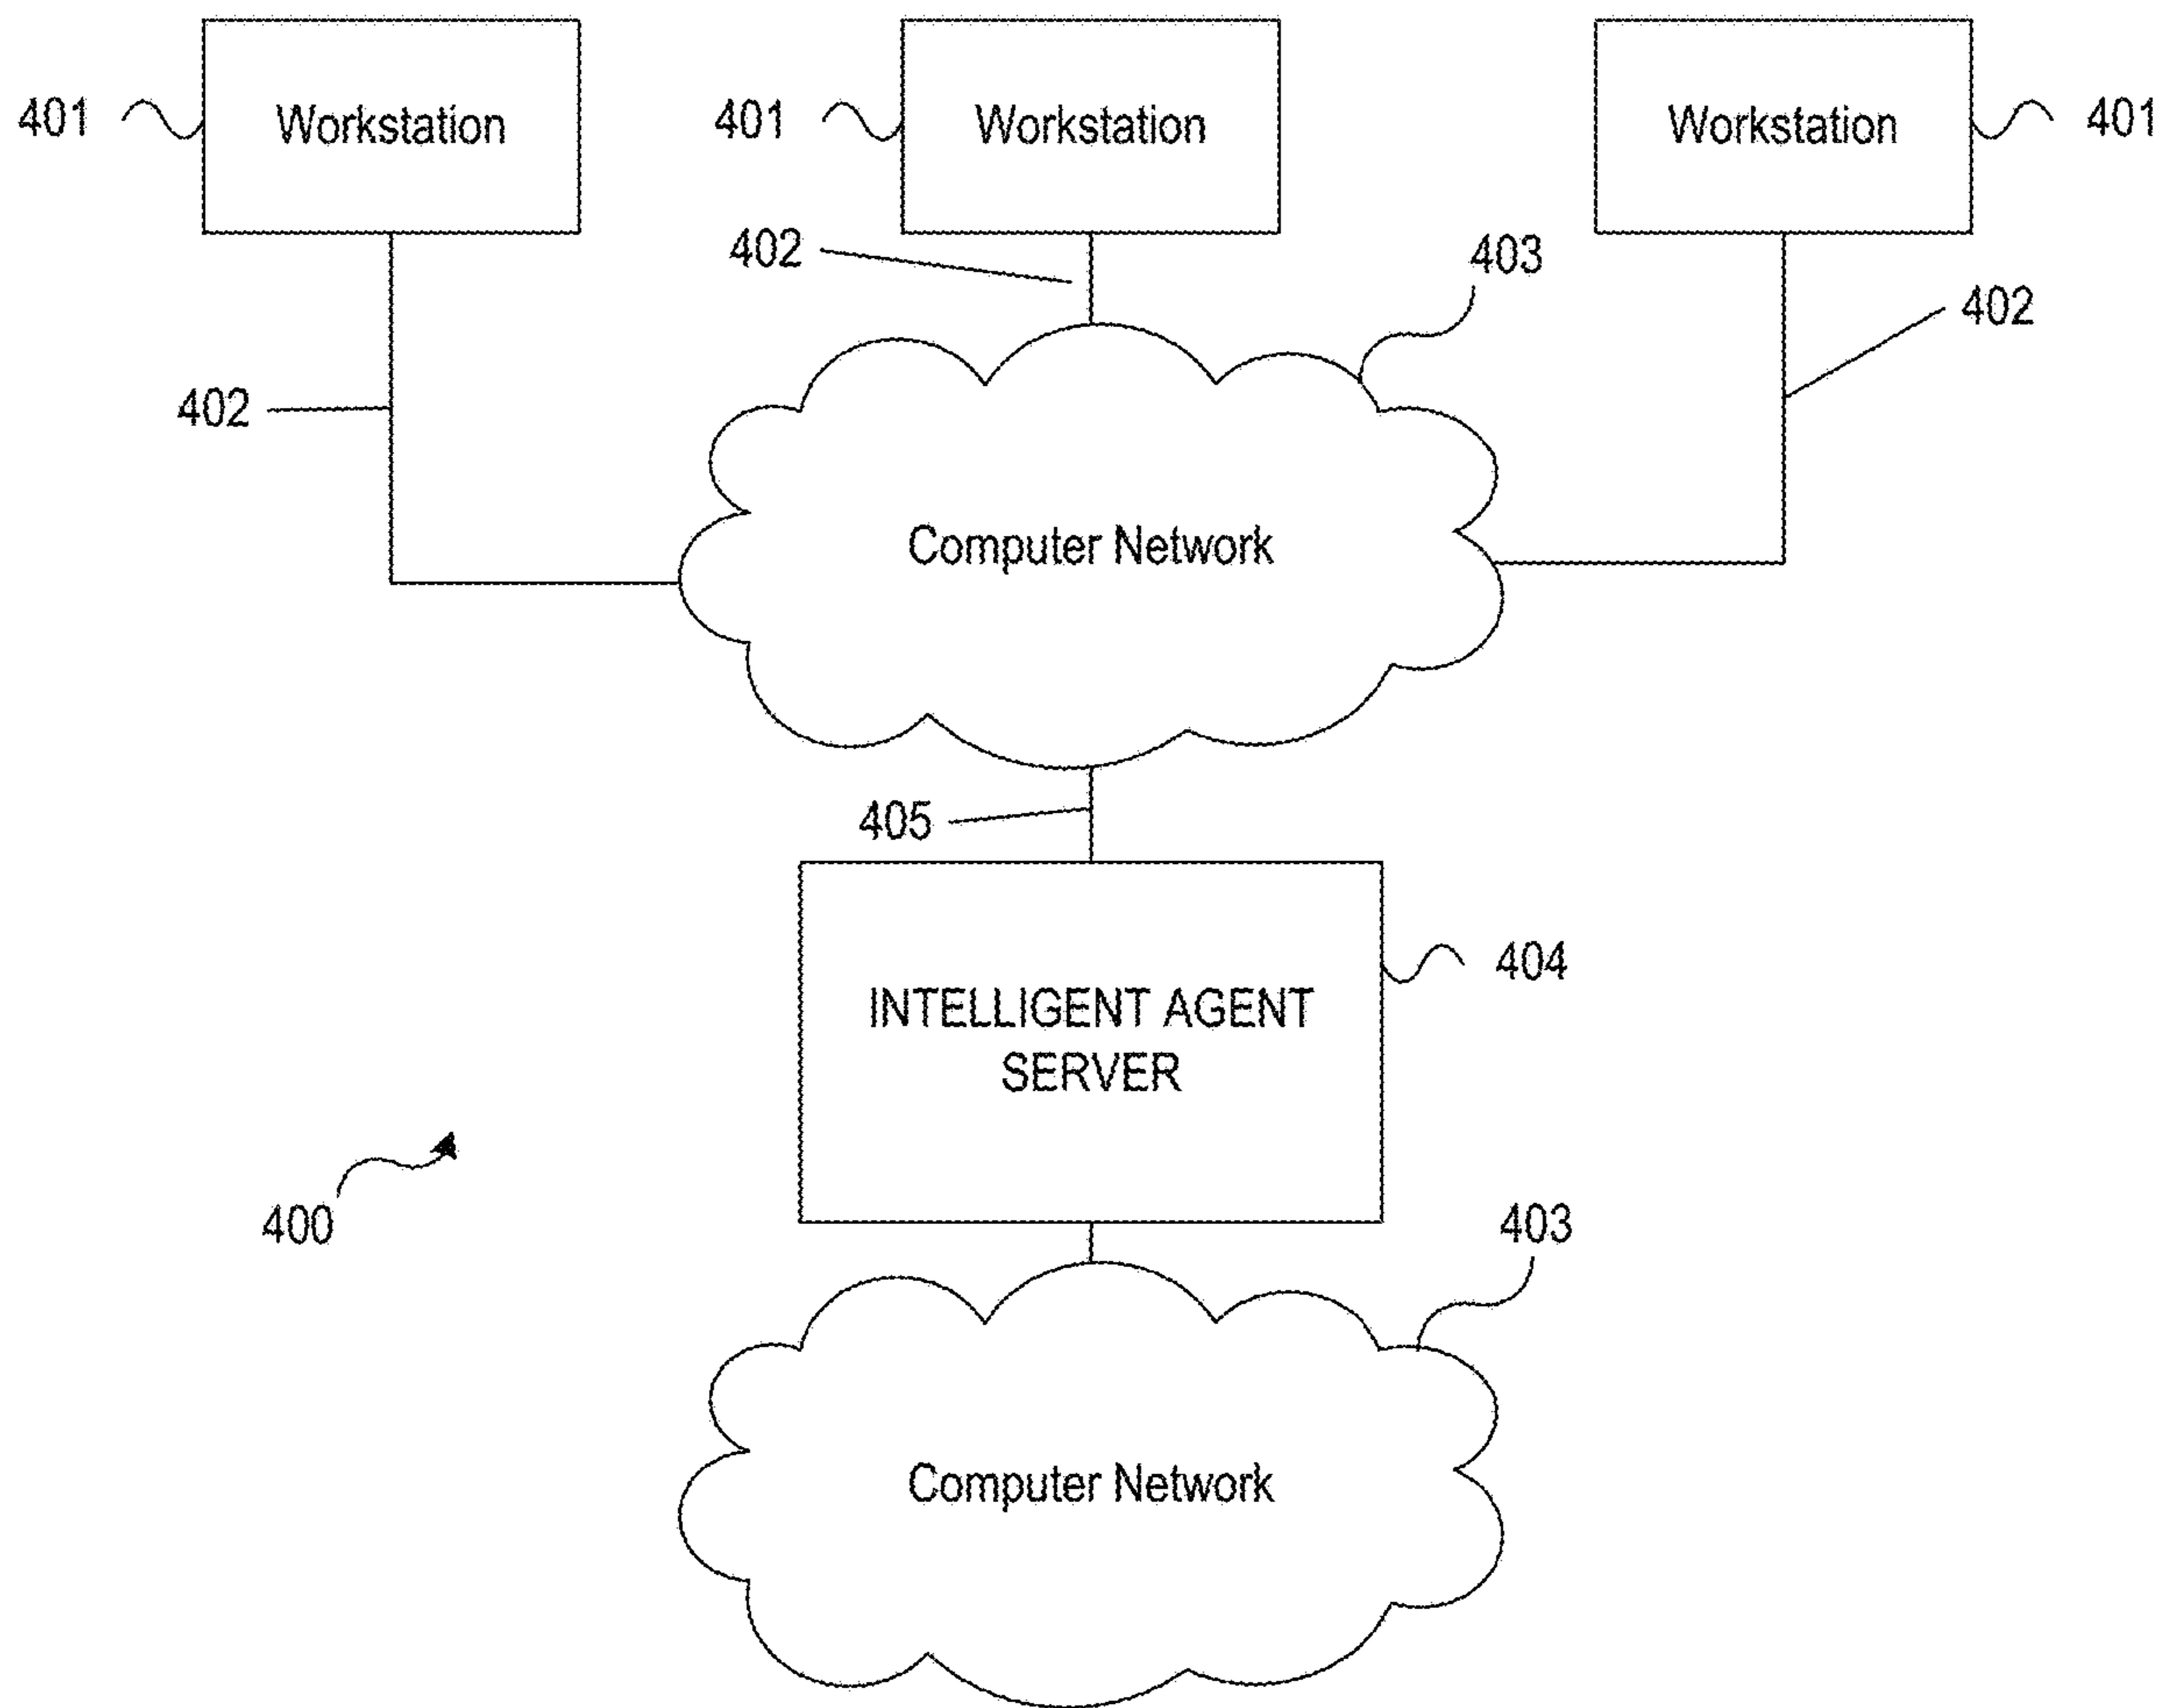 401
Workstation
401
Workstation
Workstation
401
402
403
402
402
Computer Network
405
INTELLIGENT AGENT
SERVER
404
400
403
Computer Network